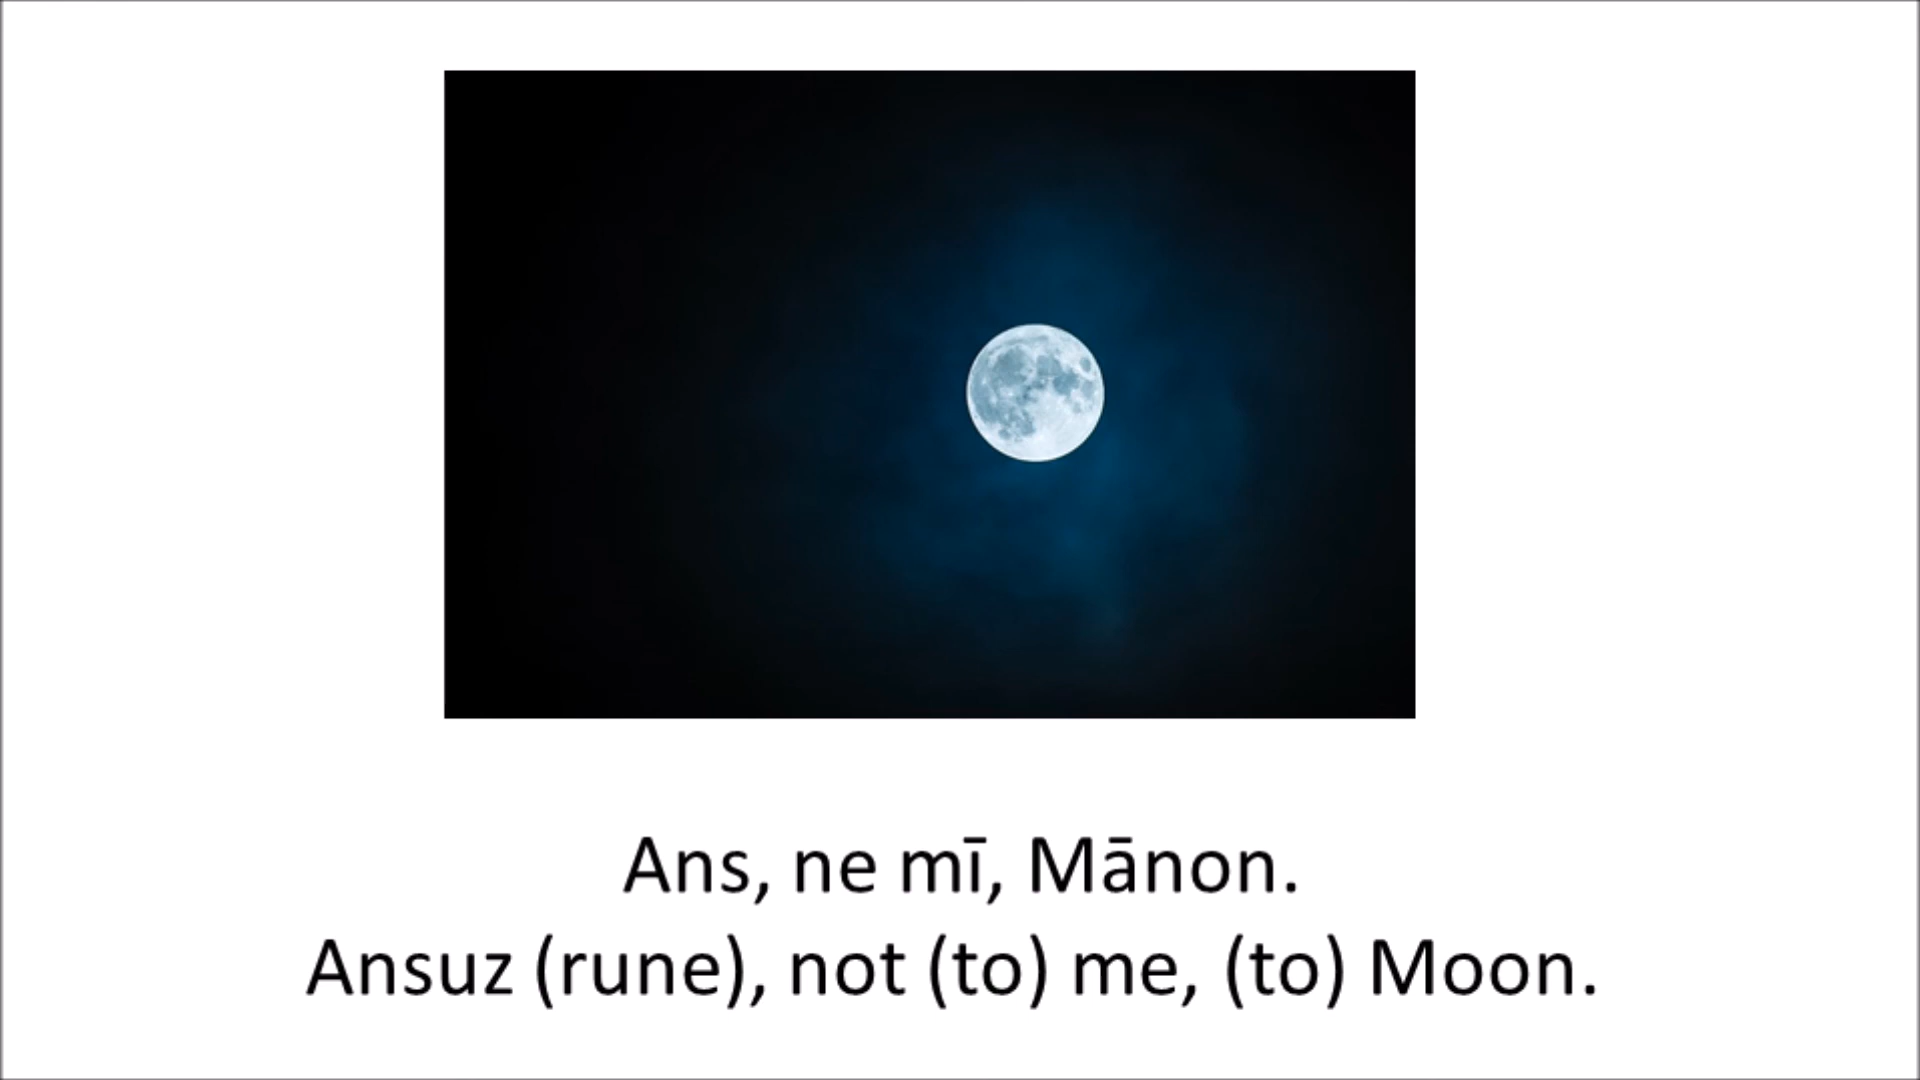 Ans, ne mī, Mānon.
Ansuz (rune), not (to) me, (to) Moon.